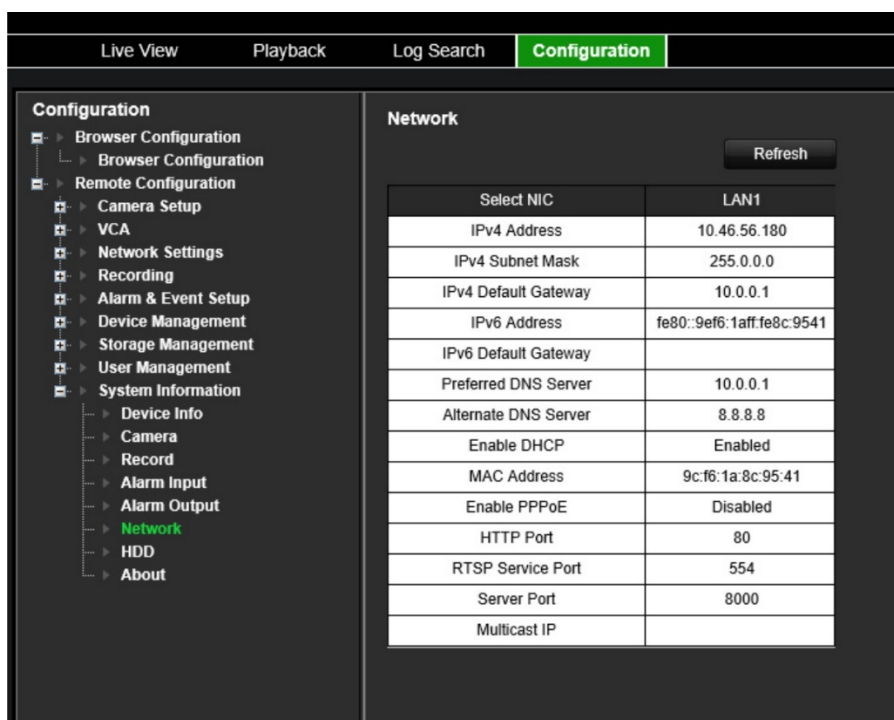 Live View Playback Log Search Configuration
Configuration
Browser Configuration
Browser Configuration
Remote Configuration
Camera Setup
VCA
Network Settings
Recording
Alarm & Event Setup
Device Management
Storage Management
User Management
System Information
Device Info
Camera
Record
Alarm Input
Alarm Output
Network
HDD
About
Network
Refresh
Select NIC LAN1
IPv4 Address 10.46.56.180
IPv4 Subnet Mask 255.0.0.0
IPv4 Default Gateway 10.0.0.1
IPv6 Address fe80::9ef6:1aff:fe8c:9541
IPv6 Default Gateway
Preferred DNS Server 10.0.0.1
Alternate DNS Server 8.8.8.8
Enable DHCP Enabled
MAC Address 9c:f6:1a:8c:95:41
Enable PPPoE Disabled
HTTP Port 80
RTSP Service Port 554
Server Port 8000
Multicast IP